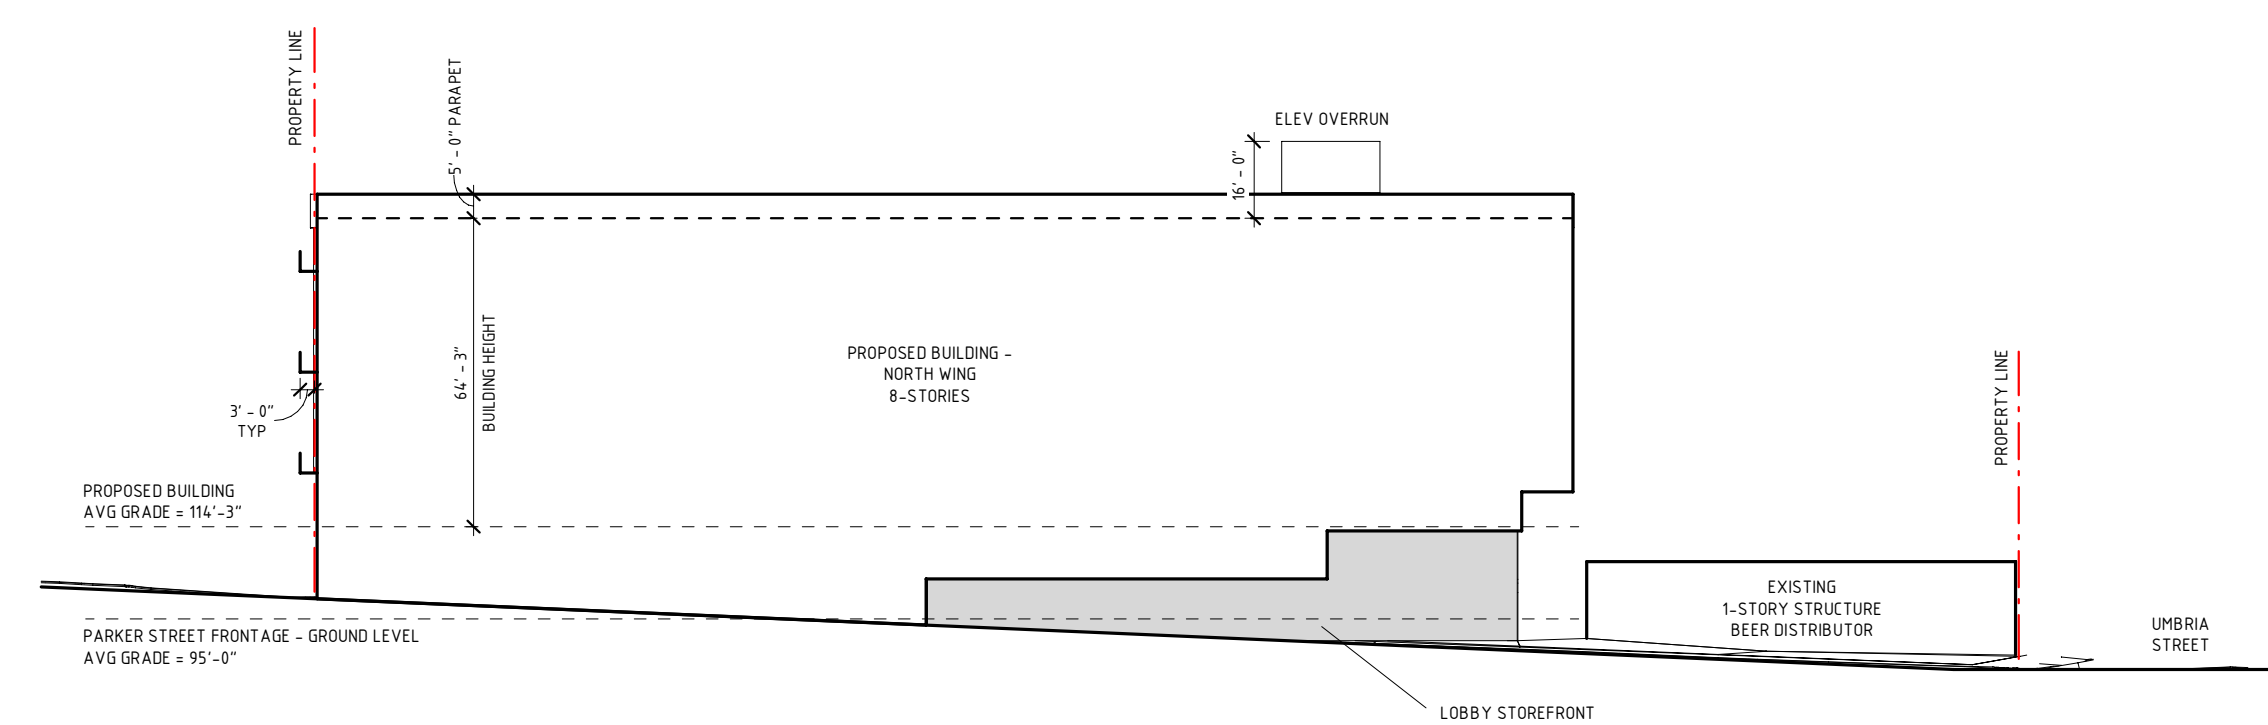 PROPERTY LINE
5' - 0" PARAPET
ELEV OVERRUN
16' - 0"
64' - 3"
BUILDING HEIGHT
PROPOSED BUILDING -
NORTH WING
8-STORIES
3' - 0"
TYP
PROPERTY LINE
PROPOSED BUILDING
AVG GRADE = 114'-3"
EXISTING
1-STORY STRUCTURE
BEER DISTRIBUTOR
UMBRIA
STREET
PARKER STREET FRONTAGE - GROUND LEVEL
AVG GRADE = 95'-0"
LOBBY STOREFRONT